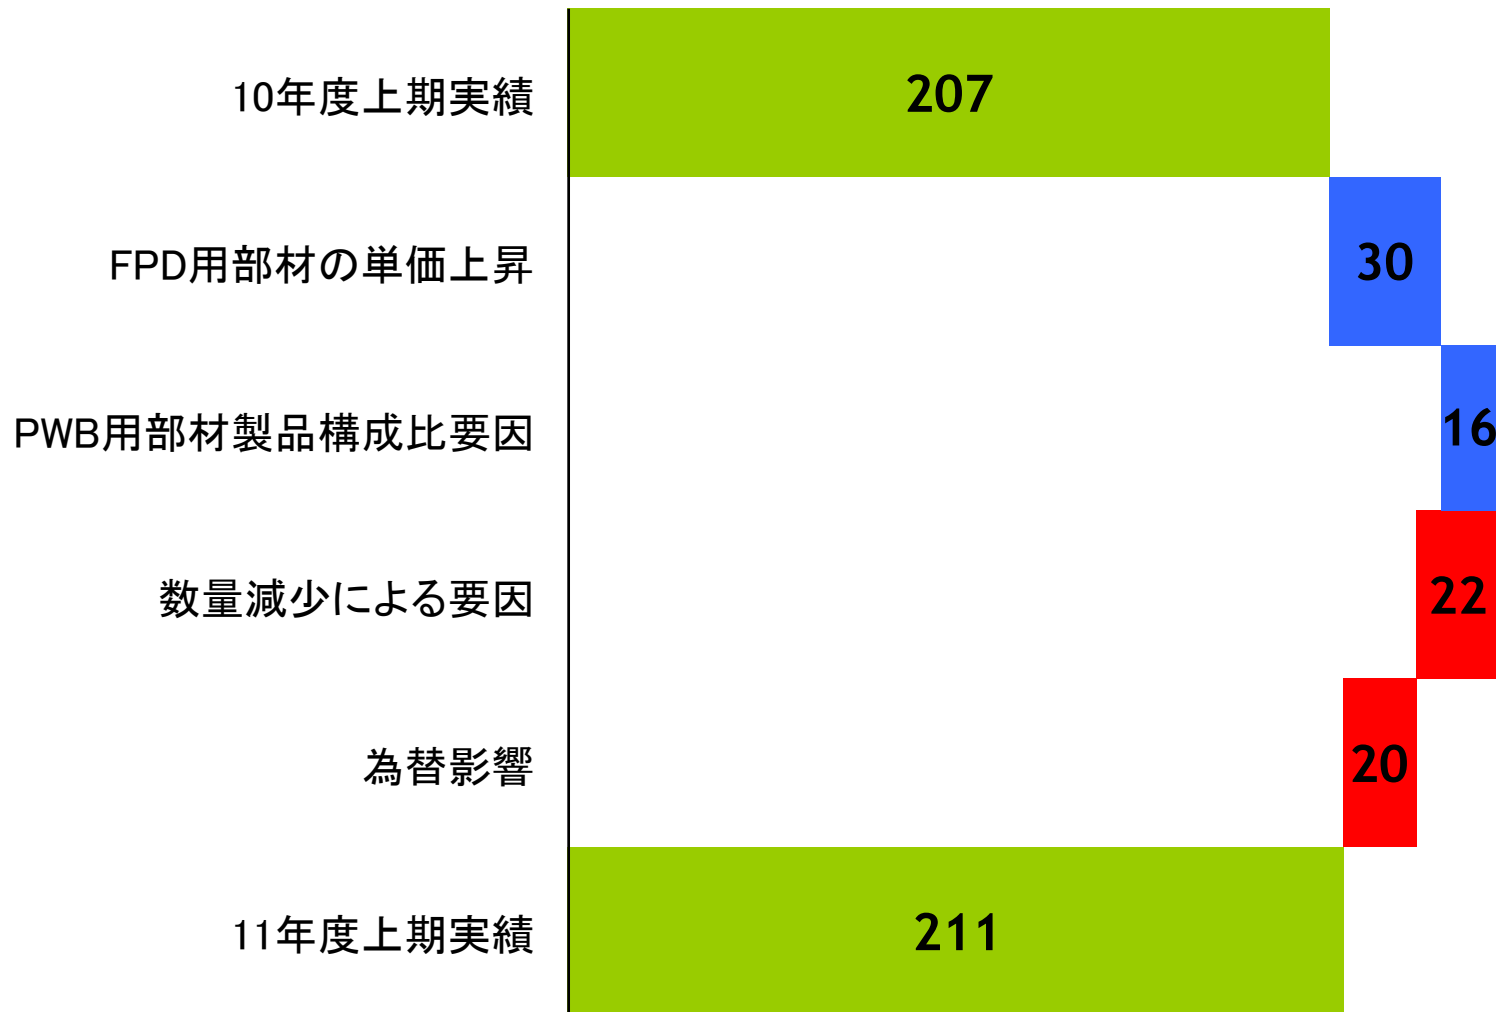 10年度上期実績
207
FPD用部材の単価上昇
30
PWB用部材製品構成比要因
16
数量減少による要因
22
為替影響
20
11年度上期実績
211